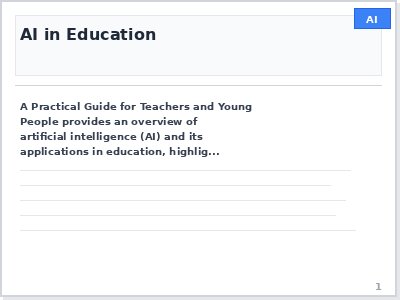 AI
AI in Education
A Practical Guide for Teachers and Young
People provides an overview of
artificial intelligence (AI) and its
applications in education, highlig...
1